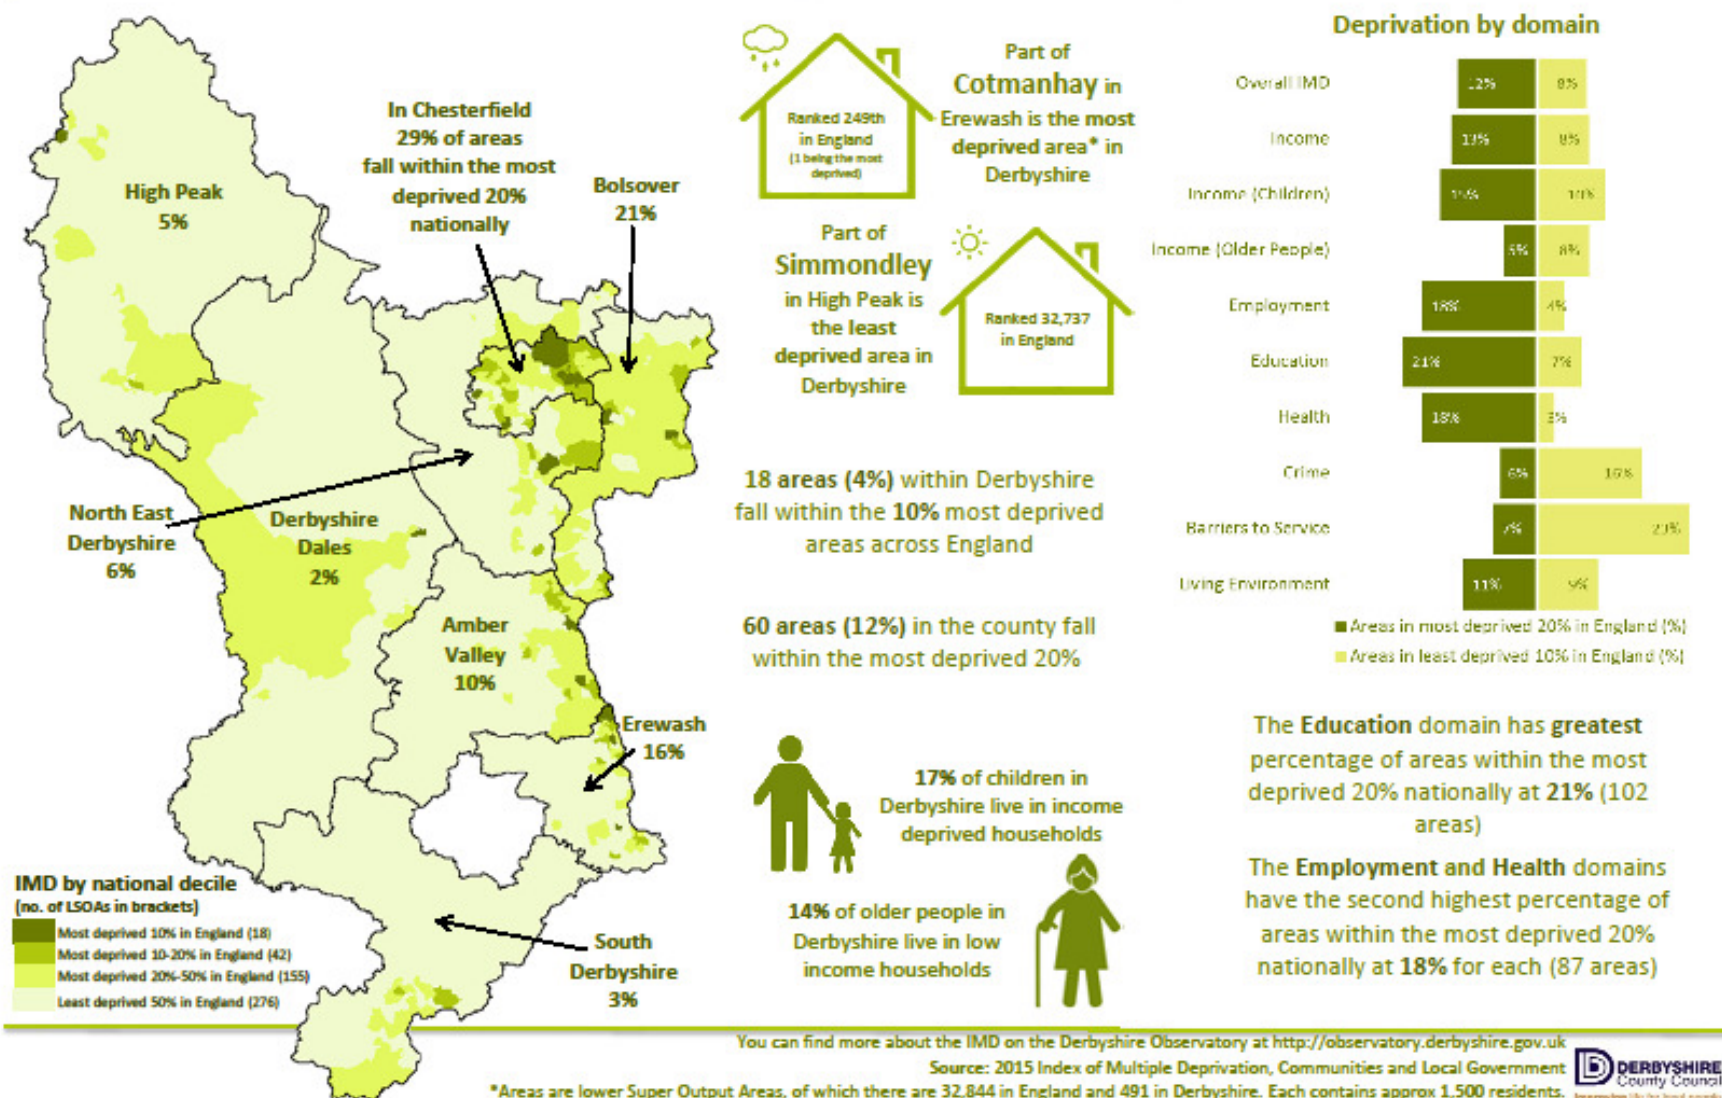 In Chesterfield
29% of areas
fall within the most
deprived 20%
nationally
Bolsover
21%
High Peak
5%
North East
Derbyshire
6%
Derbyshire
Dales
2%
Amber
Valley
10%
Erewash
16%
South
Derbyshire
3%
IMD by national decile
(no. of LSOAs in brackets)
Most deprived 10% in England (18)
Most deprived 10-20% in England (42)
Most deprived 20%-50% in England (155)
Least deprived 50% in England (276)
Ranked 249th
in England
(1 being the most
deprived)
Part of
Cotmanhay in
Erewash is the most
deprived area* in
Derbyshire
Part of
Simmondley
in High Peak is
the least
deprived area in
Derbyshire
Ranked 32,737
in England
18 areas (4%) within Derbyshire
fall within the 10% most deprived
areas across England
60 areas (12%) in the county fall
within the most deprived 20%
17% of children in
Derbyshire live in income
deprived households
14% of older people in
Derbyshire live in low
income households
Deprivation by domain
Overall IMD 12% 8%
Income 13% 8%
Income (Children) 15% 10%
Income (Older People) 5% 8%
Employment 18% 4%
Education 21% 7%
Health 18% 3%
Crime 6% 16%
Barriers to Service 7%
Living Environment 11% 9%
Areas in most deprived 20% in England (%)
Areas in least deprived 10% in England (%)
The Education domain has greatest
percentage of areas within the most
deprived 20% nationally at 21% (102
areas)
The Employment and Health domains
have the second highest percentage of
areas within the most deprived 20%
nationally at 18% for each (87 areas)
You can find more about the IMD on the Derbyshire Observatory at http://observatory.derbyshire.gov.uk
Source: 2015 Index of Multiple Deprivation, Communities and Local Government
*Areas are lower Super Output Areas, of which there are 32,844 in England and 491 in Derbyshire. Each contains approx 1,500 residents.
DERBYSHIRE
County Council